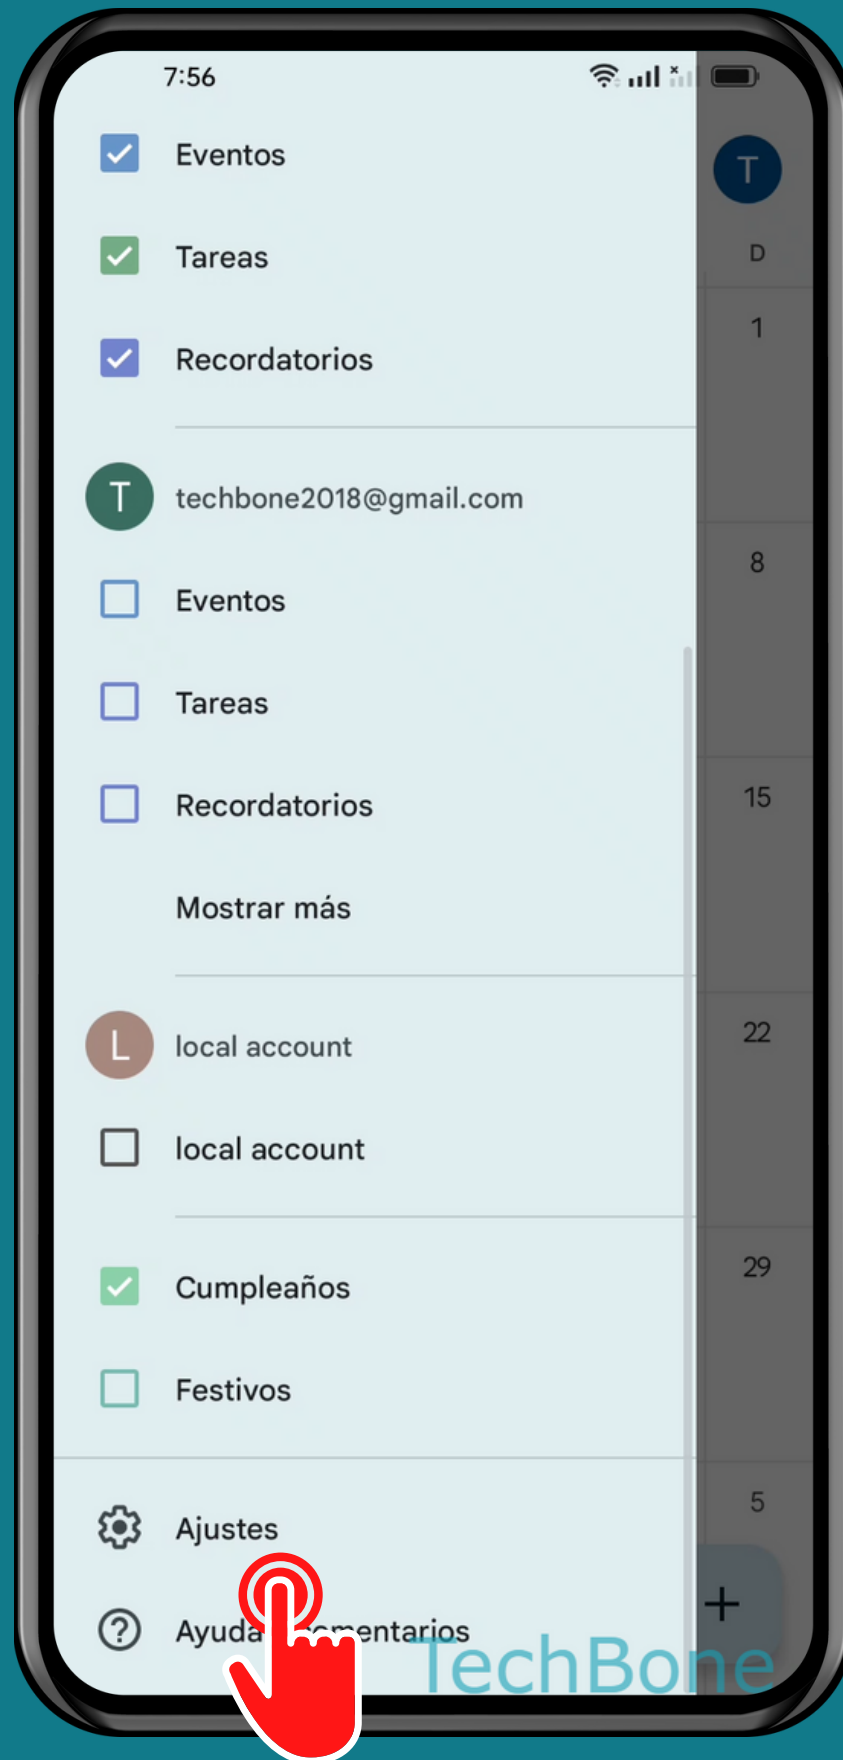 7:56
Eventos
T
Tareas
D
1
Recordatorios
T
techbone2018@gmail.com
8
Eventos
Tareas
15
Recordatorios
Mostrar más
22
L
local account
local account
29
Cumpleaños
Festivos
5
Ajustes
+
TechBone